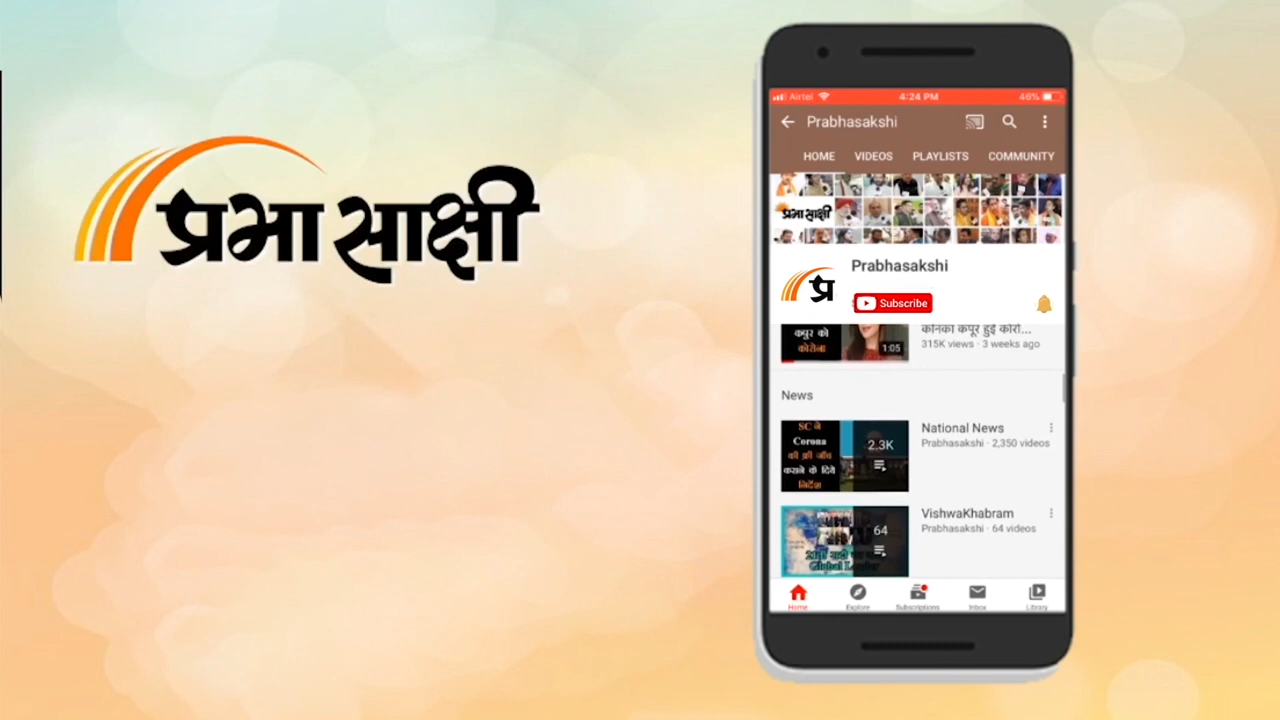 प्रभा साक्षी
Airtel 4:24 PM 46%
Prabhasakshi
HOME VIDEOS PLAYLISTS COMMUNITY
प्रभा साक्षी
Prabhasakshi
प्र
Subscribe
कपूर को
कोरोना
1:05
कनिका कपूर हुईं कोरो...
315K views · 3 weeks ago
News
SC ने
Corona
की फ्री जाँच
कराने के दिये
निर्देश
2.3K
National News
Prabhasakshi · 2,350 videos
64
Global Leader
VishwaKhabram
Prabhasakshi · 64 videos
Home Explore Subscriptions Inbox Library